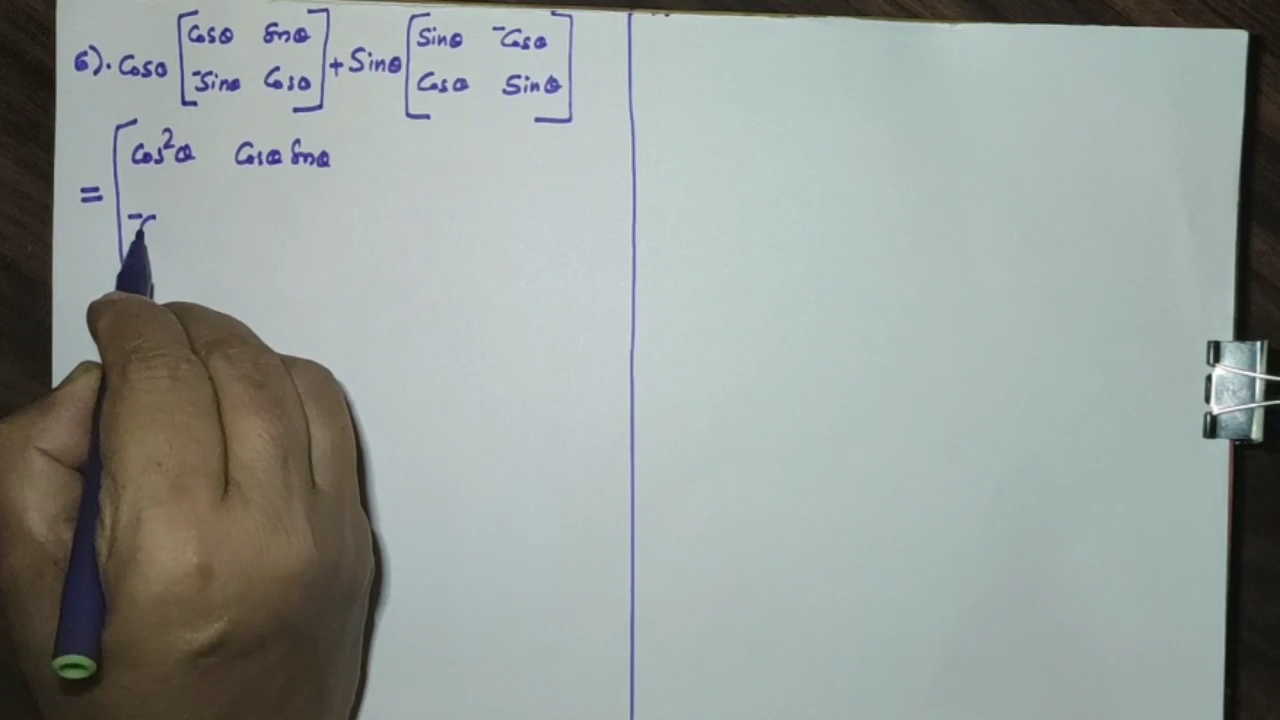 6). Cosθ [Cosθ Sinθ] + Sinθ [Sinθ -Cosθ]
[-Sinθ Cosθ] [Cosθ Sinθ]
= [Cos²θ Cosθ Sinθ
-